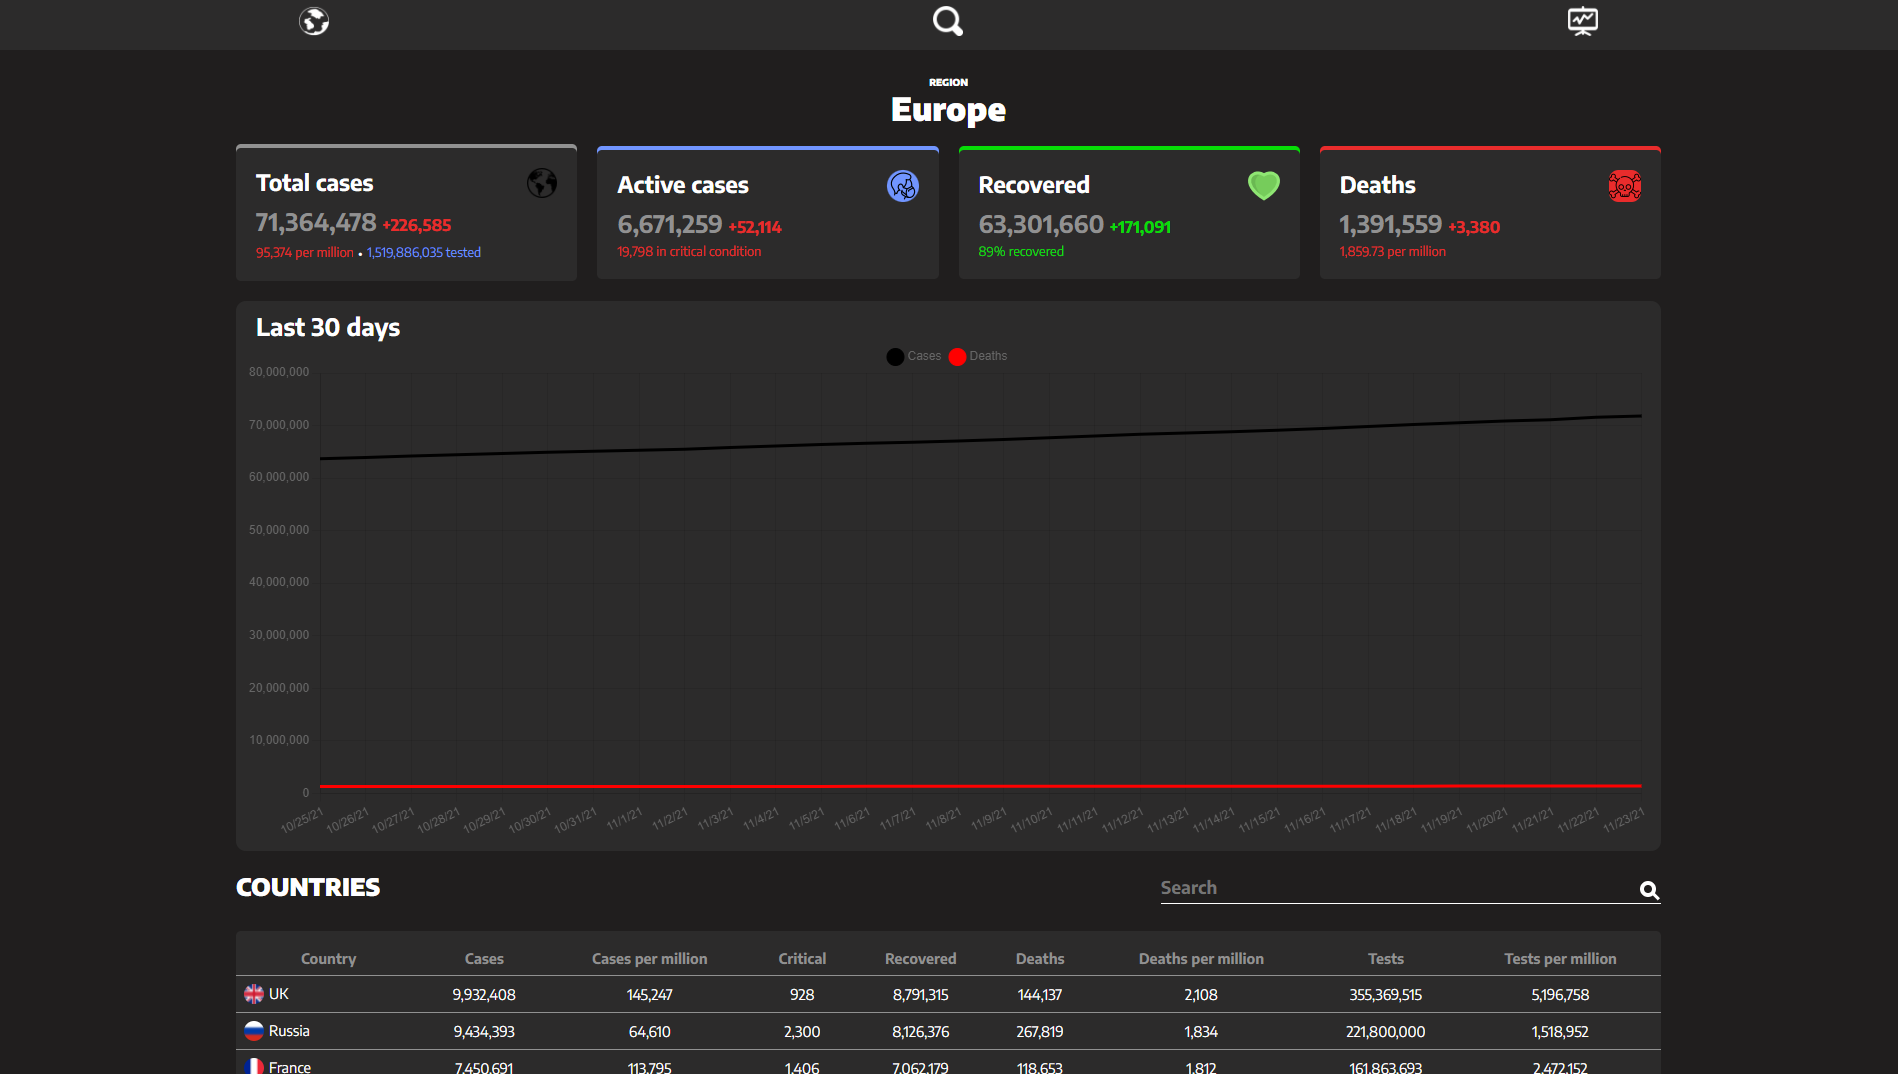 REGION
Europe
Total cases
71,364,478 +226,585
95,374 per million • 1,519,886,035 tested
Active cases
6,671,259 +52,114
19,798 in critical condition
Recovered
63,301,660 +171,091
89% recovered
Deaths
1,391,559 +3,380
1,859.73 per million
Last 30 days
Cases Deaths
80,000,000
70,000,000
60,000,000
50,000,000
40,000,000
30,000,000
20,000,000
10,000,000
0
10/25/21 10/26/21 10/27/21 10/28/21 10/29/21 10/30/21 10/31/21 11/1/21 11/2/21 11/3/21 11/4/21 11/5/21 11/6/21 11/7/21 11/8/21 11/9/21 11/10/21 11/11/21 11/12/21 11/13/21 11/14/21 11/15/21 11/16/21 11/17/21 11/18/21 11/19/21 11/20/21 11/21/21 11/22/21 11/23/21
COUNTRIES
Search
Country Cases Cases per million Critical Recovered Deaths Deaths per million Tests Tests per million
UK 9,932,408 145,247 928 8,791,315 144,137 2,108 355,369,515 5,196,758
Russia 9,434,393 64,610 2,300 8,126,376 267,819 1,834 221,800,000 1,518,952
France 7,450,691 113,795 1,406 7,062,179 118,653 1,812 161,863,693 2,472,152